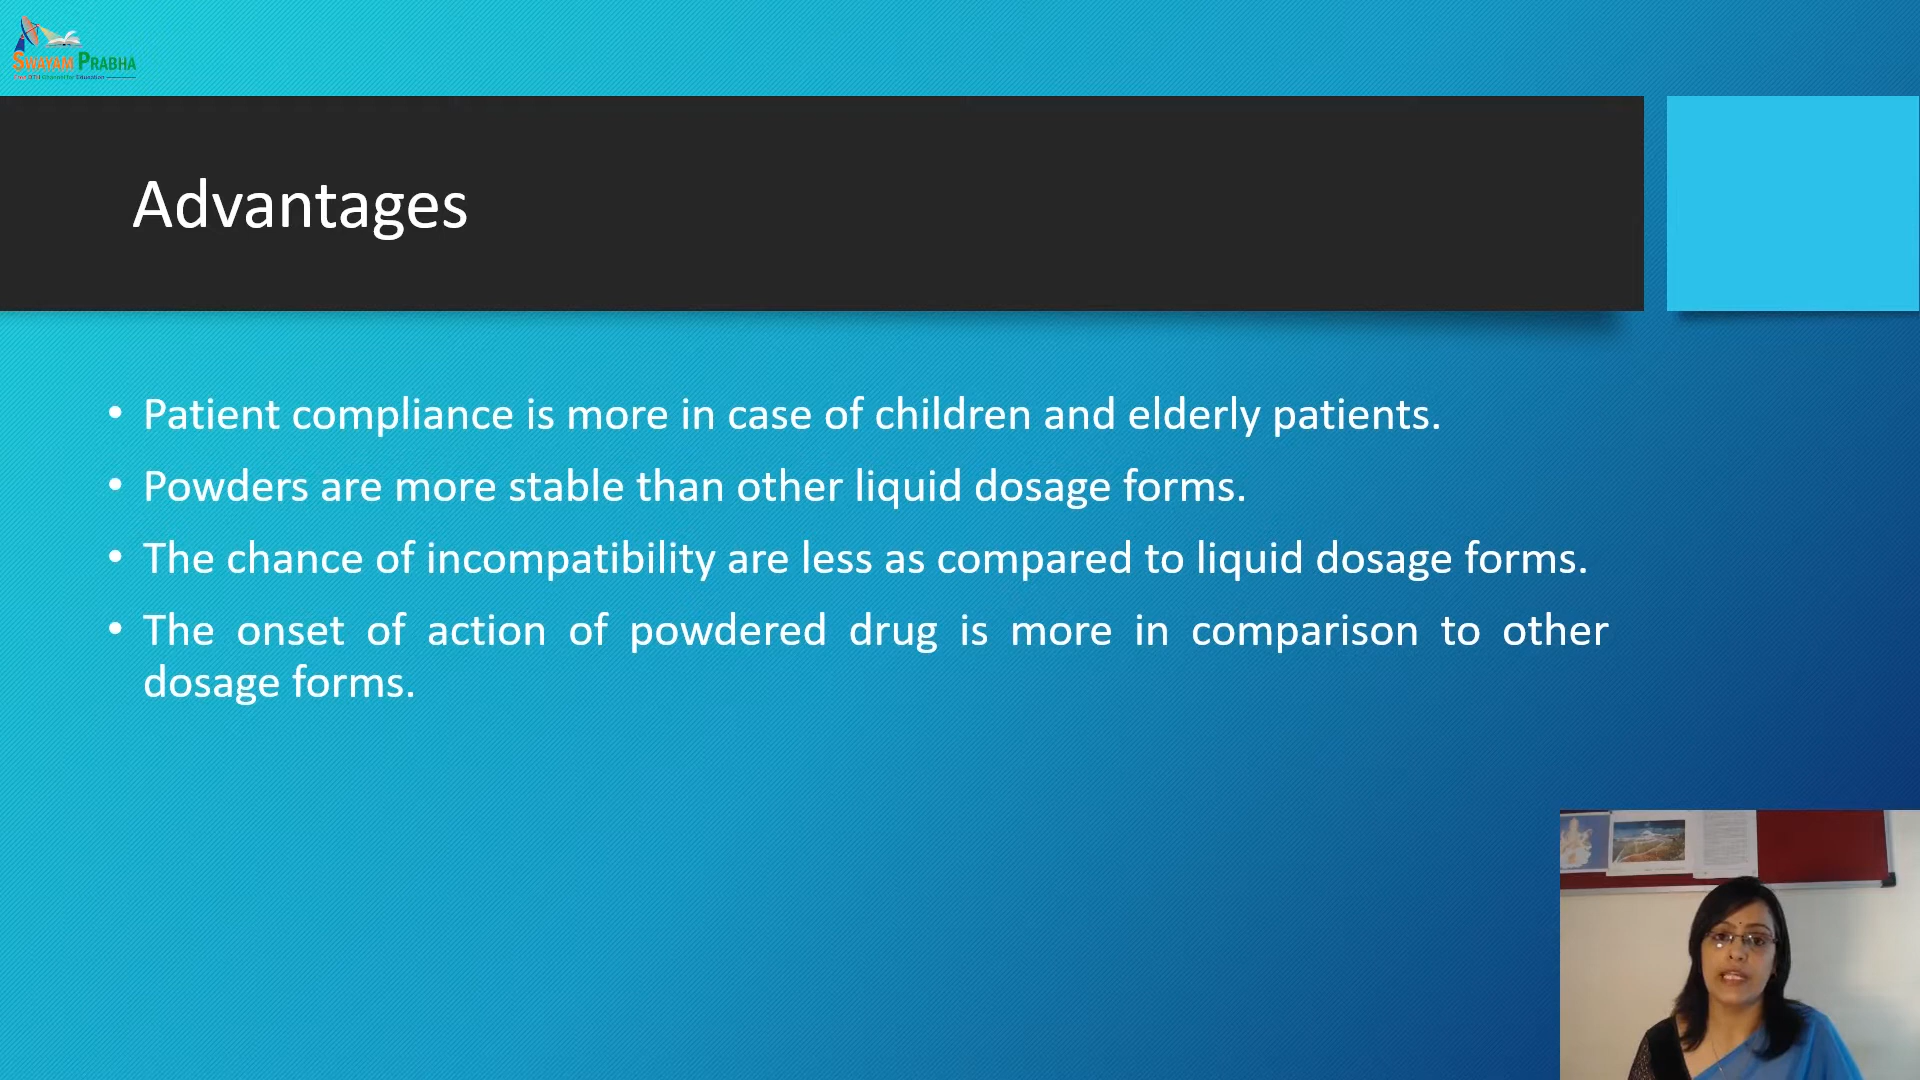 SWAYAM PRABHA
Advantages
• Patient compliance is more in case of children and elderly patients.
• Powders are more stable than other liquid dosage forms.
• The chance of incompatibility are less as compared to liquid dosage forms.
• The onset of action of powdered drug is more in comparison to other
dosage forms.